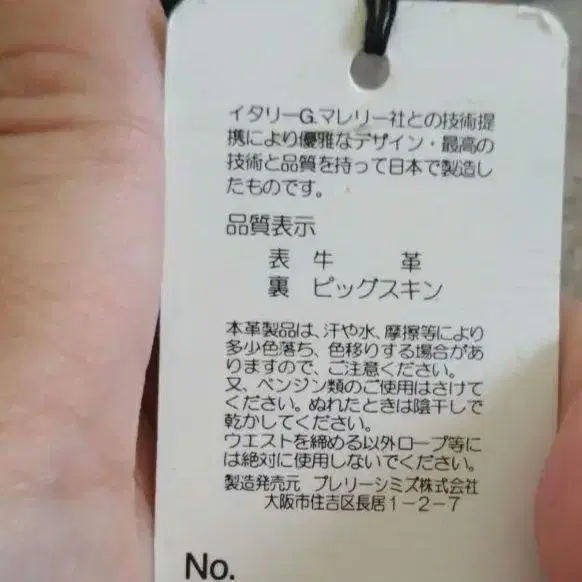 イタリーG.マレリー社との技術提
携により優雅なデザイン・最高の
技術と品質を持って日本で製造し
たものです。
品質表示
表 牛 革
裏 ピッグスキン
本革製品は、汗や水、摩擦等により
多少色落ち、色移りする場合があ
りますので、ご注意ください。
又、ベンジン類のご使用はさけて
ください。ぬれたときは陰干しで
乾かしてください。
ウエストを締める以外ロープ等に
は絶対に使用しないでください。
製造発売元 プレリーシミズ株式会社
大阪市住吉区長居1-2-7
No.